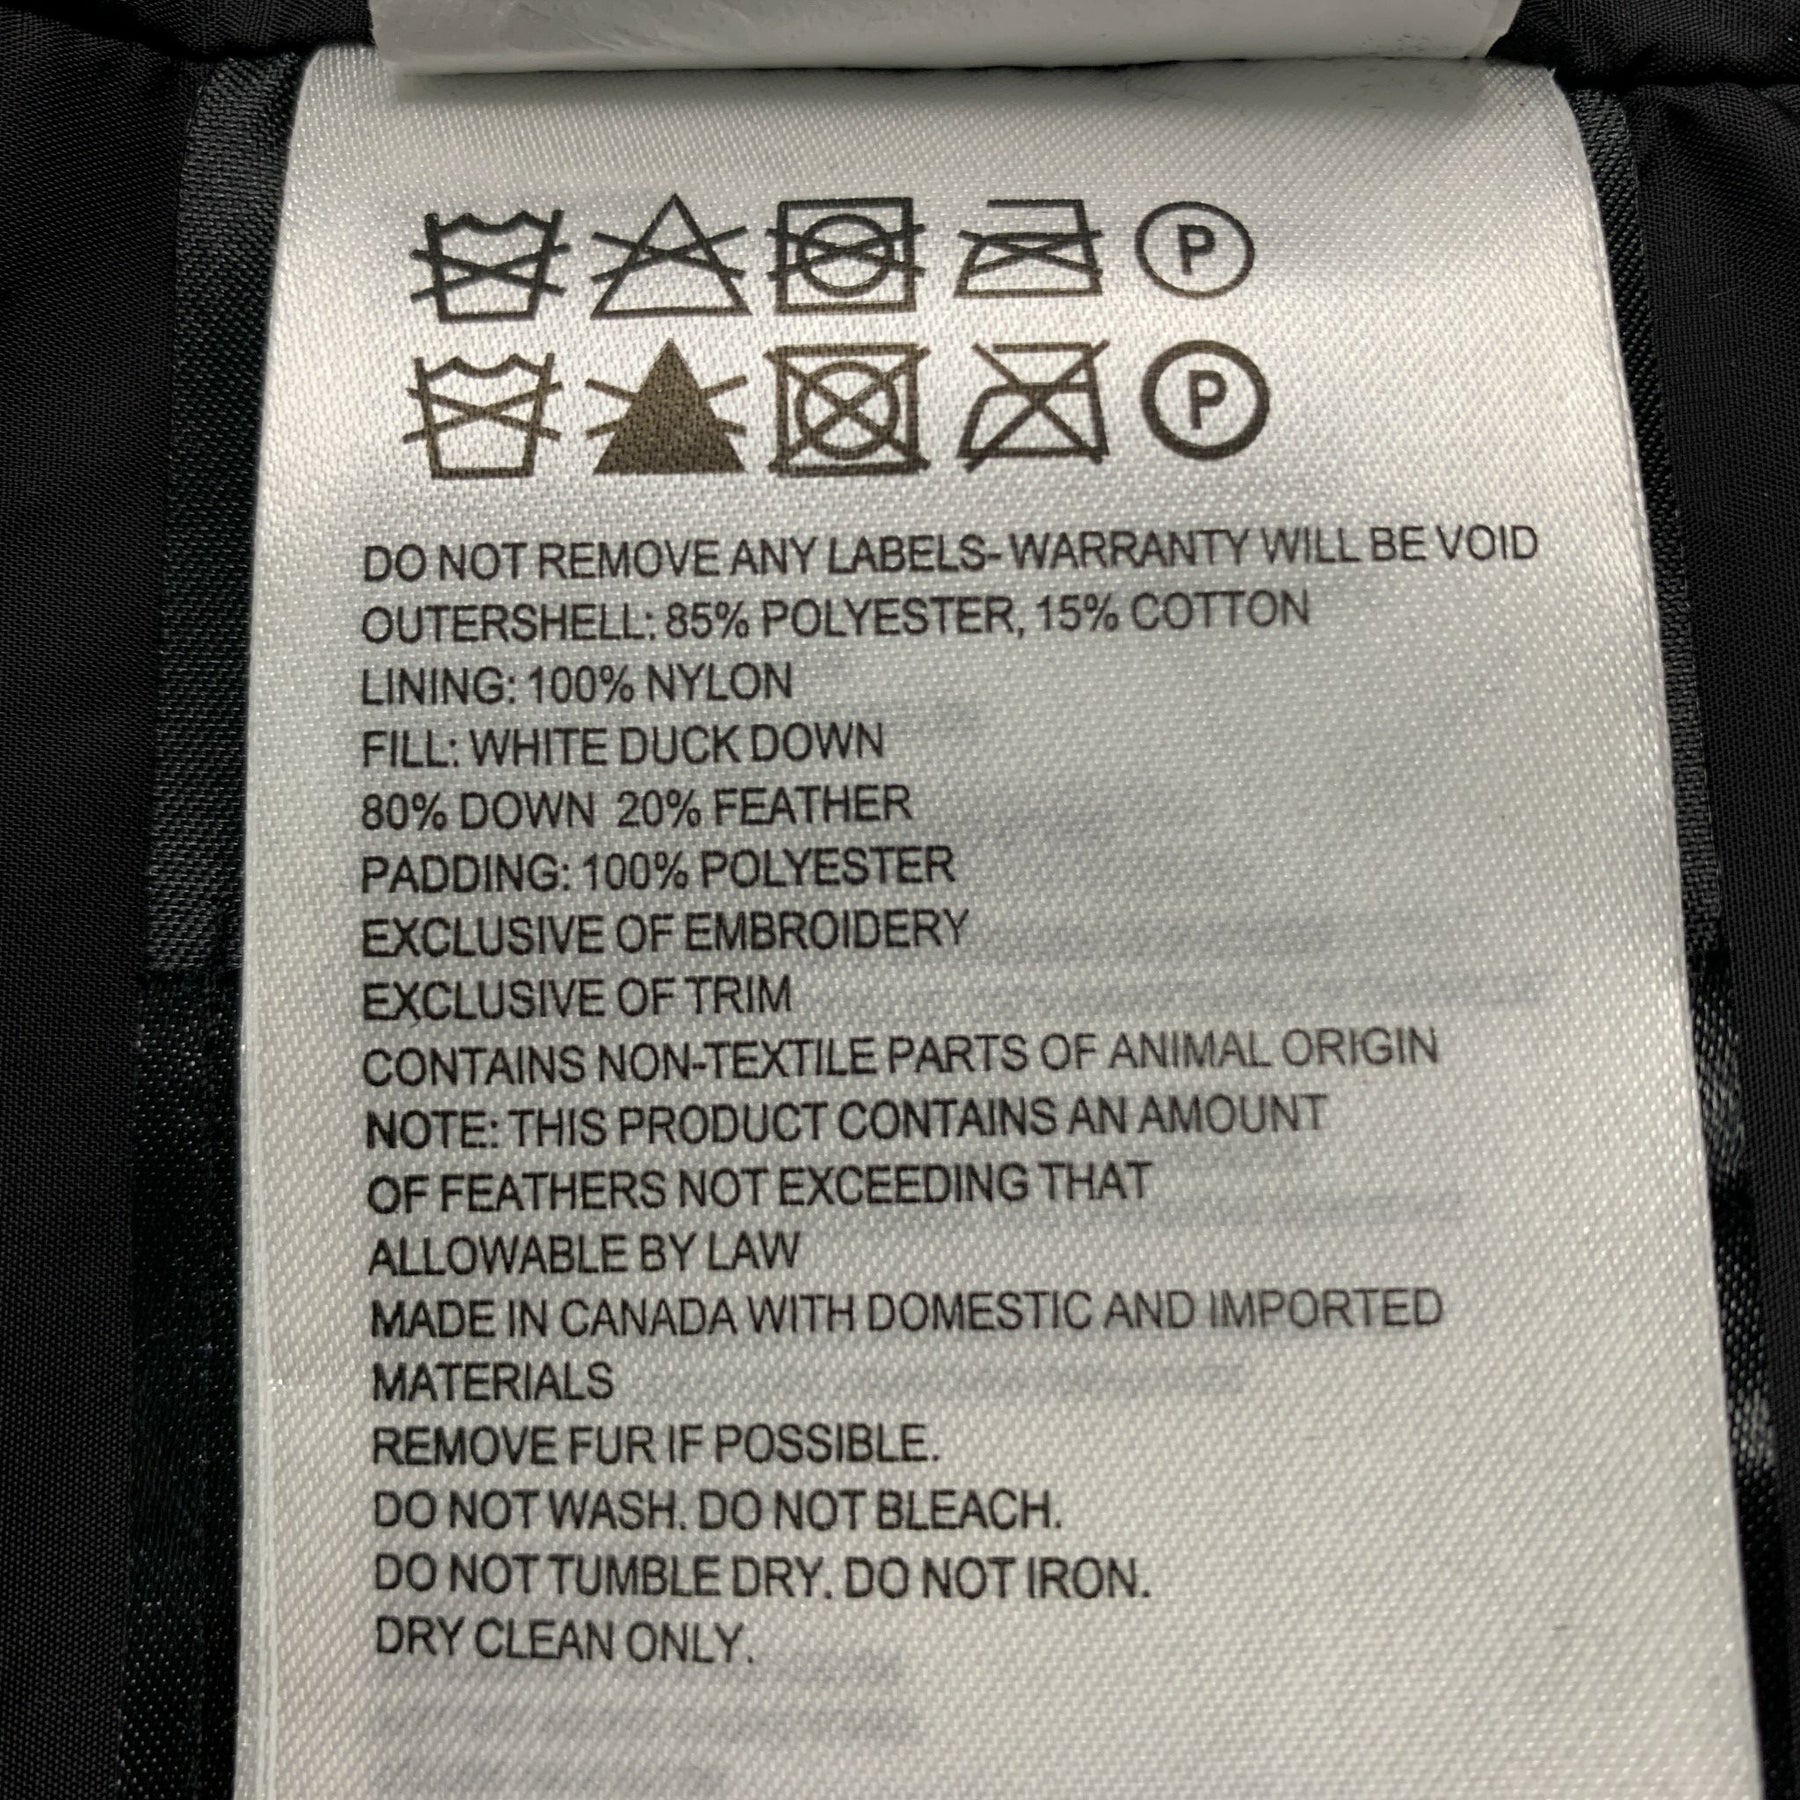 P
P
DO NOT REMOVE ANY LABELS- WARRANTY WILL BE VOID
OUTERSHELL: 85% POLYESTER, 15% COTTON
LINING: 100% NYLON
FILL: WHITE DUCK DOWN
80% DOWN 20% FEATHER
PADDING: 100% POLYESTER
EXCLUSIVE OF EMBROIDERY
EXCLUSIVE OF TRIM
CONTAINS NON-TEXTILE PARTS OF ANIMAL ORIGIN
NOTE: THIS PRODUCT CONTAINS AN AMOUNT
OF FEATHERS NOT EXCEEDING THAT
ALLOWABLE BY LAW
MADE IN CANADA WITH DOMESTIC AND IMPORTED
MATERIALS
REMOVE FUR IF POSSIBLE.
DO NOT WASH. DO NOT BLEACH.
DO NOT TUMBLE DRY. DO NOT IRON.
DRY CLEAN ONLY.